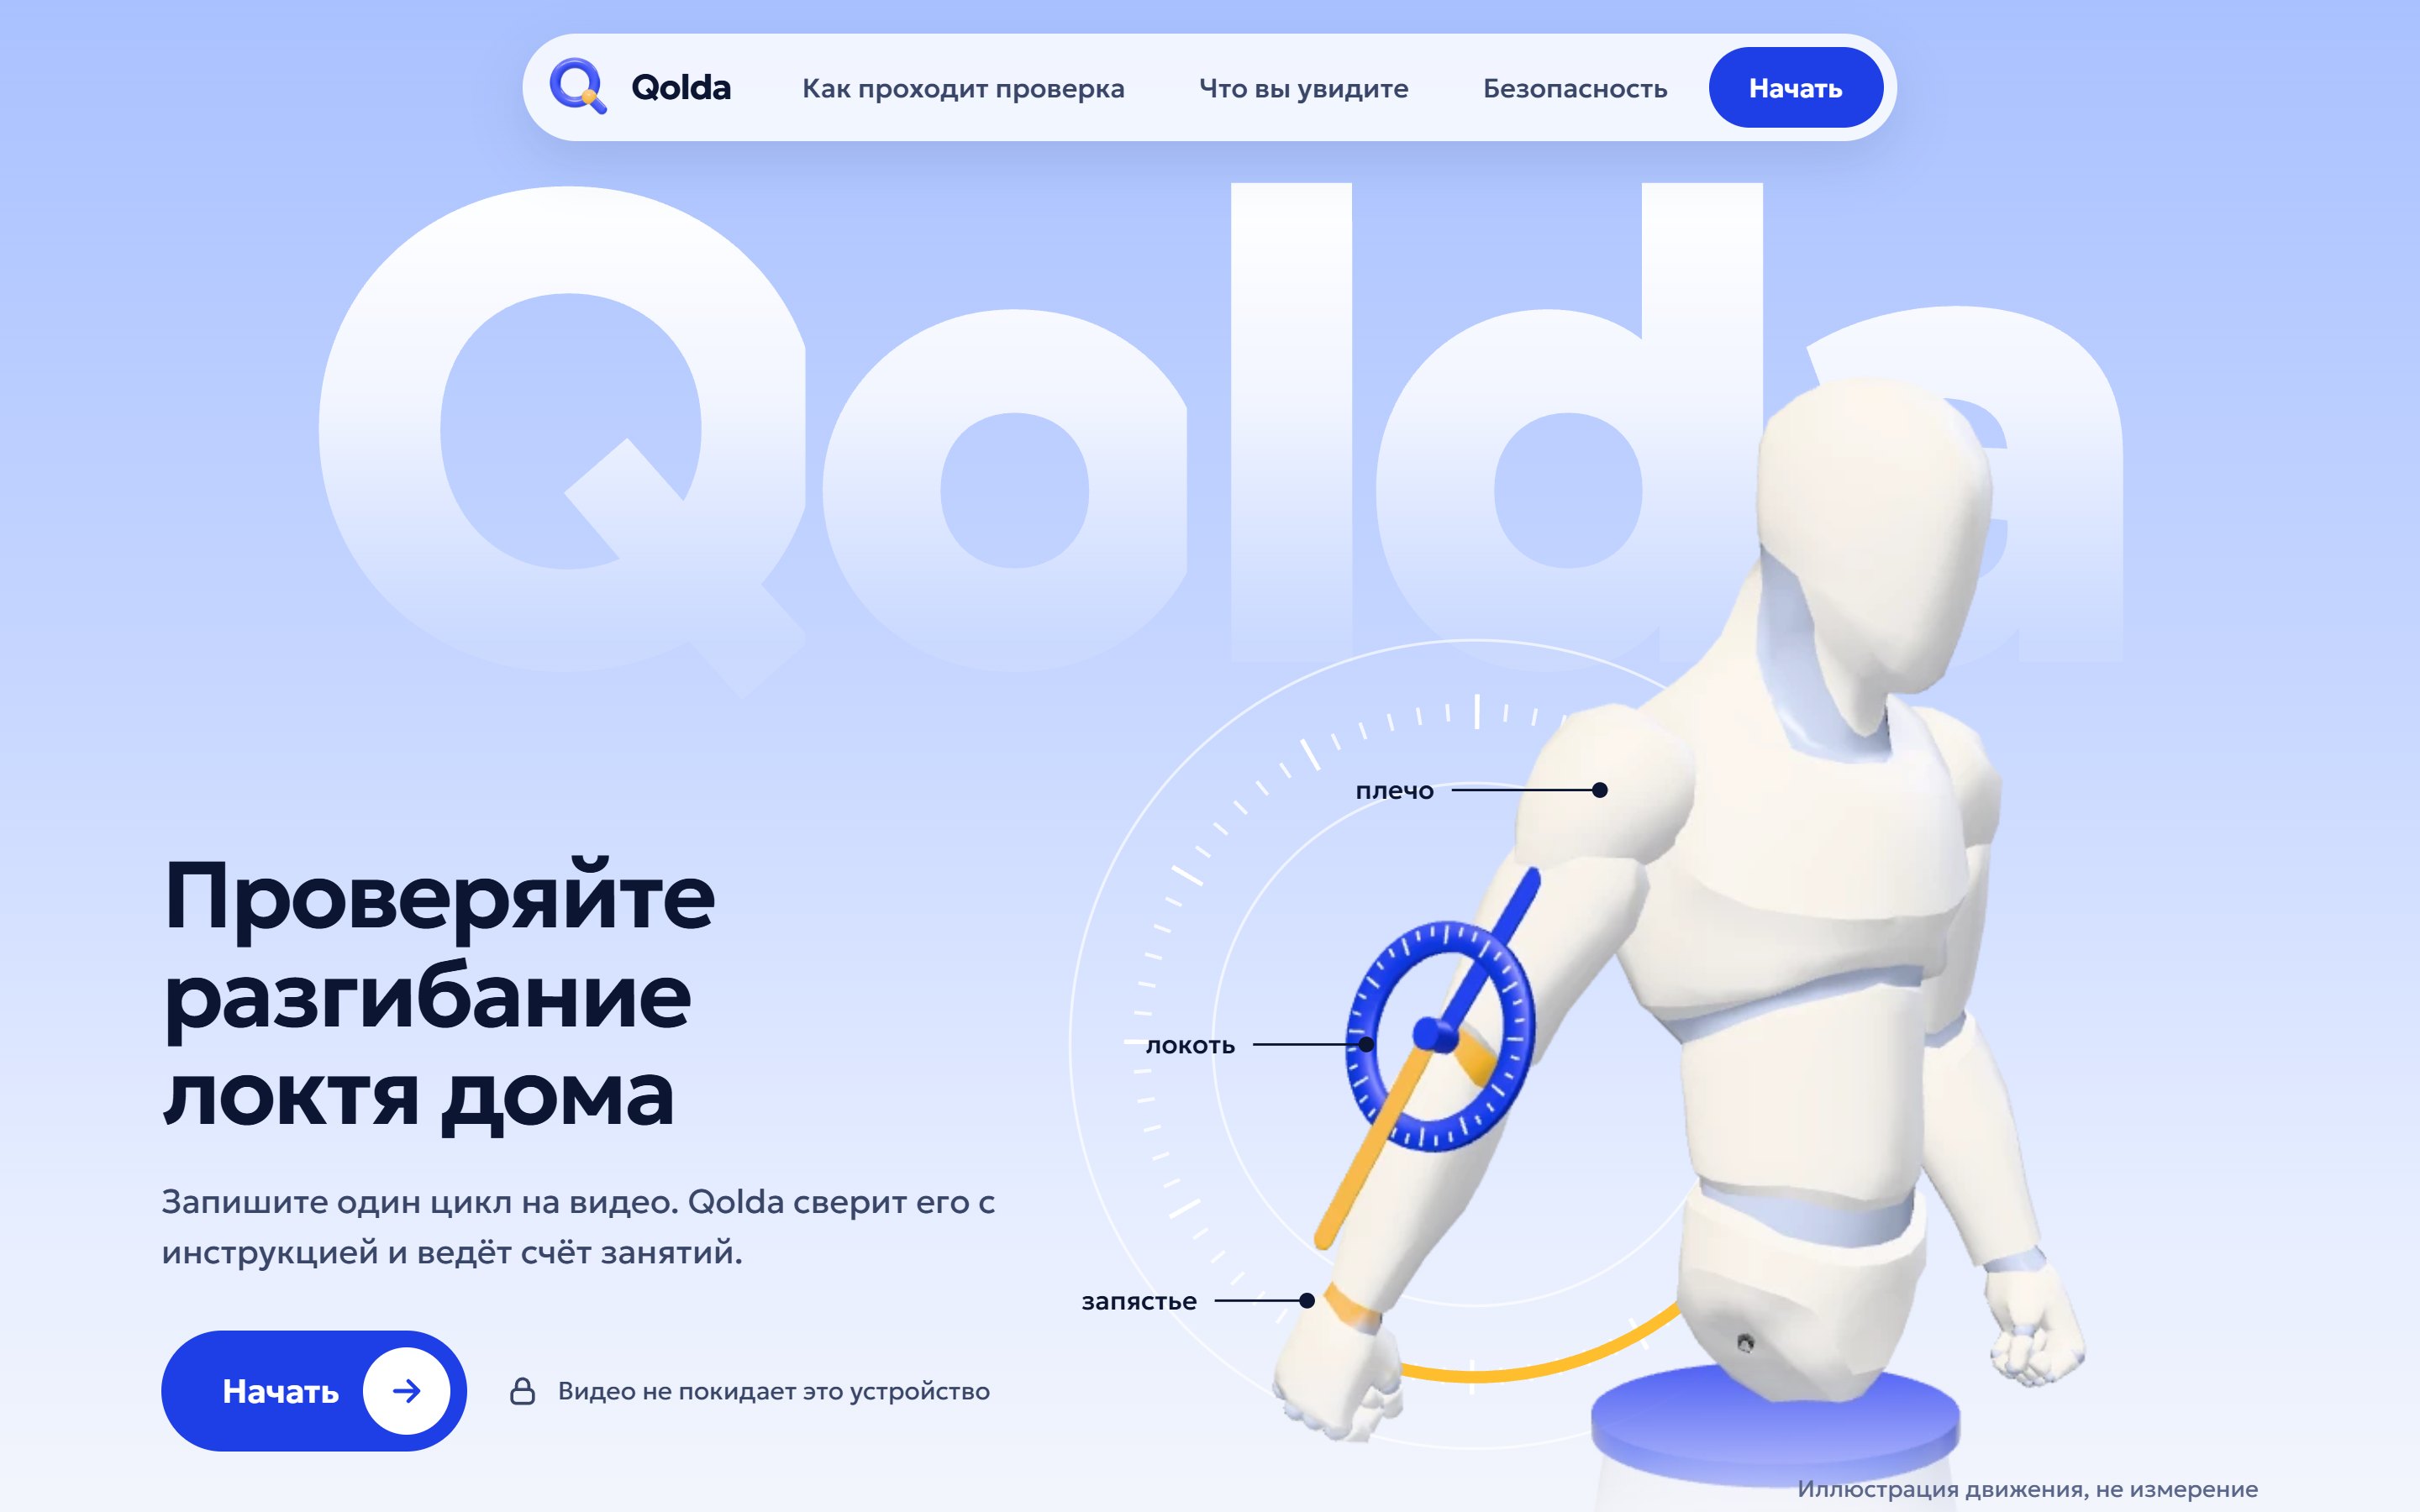 Qolda
Как проходит проверка
Что вы увидите
Безопасность
Начать
Qolda
Проверяйте
разгибание
локтя дома
Запишите один цикл на видео. Qolda сверит его с
инструкцией и ведёт счёт занятий.
Начать
Видео не покидает это устройство
плечо
локоть
запястье
Иллюстрация движения, не измерение